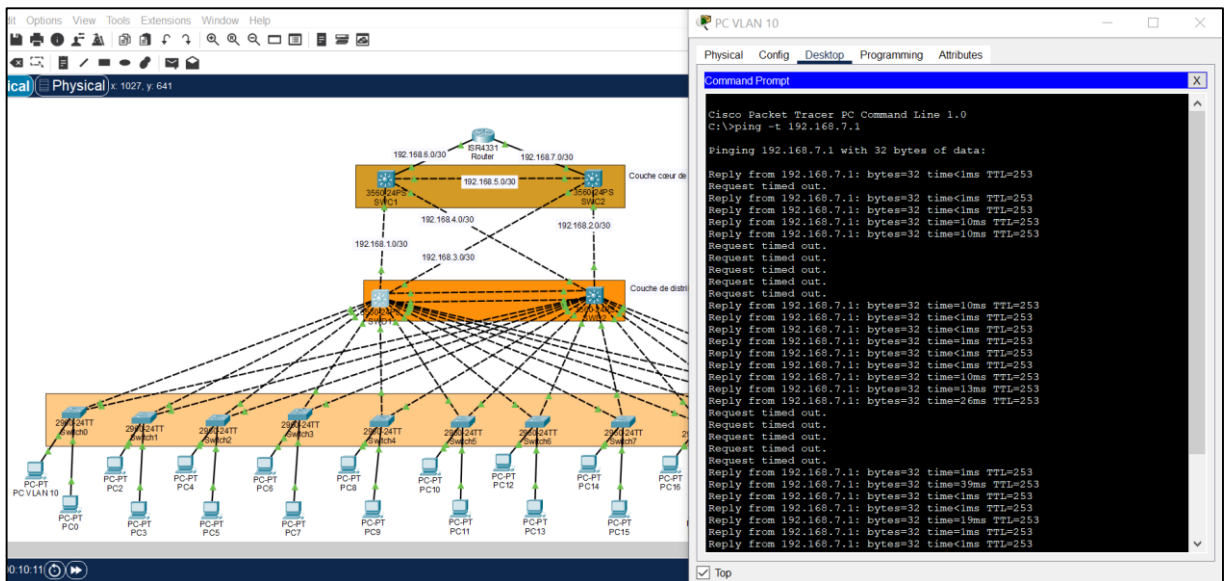 dit Options View Tools Extensions Window Help
ical) Physical) x: 1027, y: 641
ISR4331
Router
192.168.6.0/30
192.168.7.0/30
192.168.5.0/30
Couche cœur de
3560-24PS
SWC1
3560-24PS
SWC2
192.168.4.0/30
192.168.2.0/30
192.168.1.0/30
192.168.3.0/30
Couche de distri
3560-24PS
SWD1
3560-24PS
SWD2
2960-24TT
Switch0
2960-24TT
Switch1
2960-24TT
Switch2
2960-24TT
Switch3
2960-24TT
Switch4
2960-24TT
Switch5
2960-24TT
Switch6
2960-24TT
Switch7
PC-PT
PC VLAN 10
PC-PT
PC0
PC-PT
PC2
PC-PT
PC3
PC-PT
PC4
PC-PT
PC5
PC-PT
PC6
PC-PT
PC7
PC-PT
PC8
PC-PT
PC9
PC-PT
PC10
PC-PT
PC11
PC-PT
PC12
PC-PT
PC13
PC-PT
PC14
PC-PT
PC15
PC-PT
PC16
0:10:11
PC VLAN 10
Physical Config Desktop Programming Attributes
Command Prompt X
Cisco Packet Tracer PC Command Line 1.0
C:\>ping -t 192.168.7.1
Pinging 192.168.7.1 with 32 bytes of data:
Reply from 192.168.7.1: bytes=32 time<1ms TTL=253
Request timed out.
Reply from 192.168.7.1: bytes=32 time<1ms TTL=253
Reply from 192.168.7.1: bytes=32 time<1ms TTL=253
Reply from 192.168.7.1: bytes=32 time=10ms TTL=253
Reply from 192.168.7.1: bytes=32 time=10ms TTL=253
Request timed out.
Request timed out.
Request timed out.
Request timed out.
Request timed out.
Reply from 192.168.7.1: bytes=32 time=10ms TTL=253
Reply from 192.168.7.1: bytes=32 time<1ms TTL=253
Reply from 192.168.7.1: bytes=32 time<1ms TTL=253
Reply from 192.168.7.1: bytes=32 time=1ms TTL=253
Reply from 192.168.7.1: bytes=32 time<1ms TTL=253
Reply from 192.168.7.1: bytes=32 time<1ms TTL=253
Reply from 192.168.7.1: bytes=32 time=10ms TTL=253
Reply from 192.168.7.1: bytes=32 time=13ms TTL=253
Reply from 192.168.7.1: bytes=32 time=26ms TTL=253
Request timed out.
Request timed out.
Request timed out.
Request timed out.
Request timed out.
Reply from 192.168.7.1: bytes=32 time=1ms TTL=253
Reply from 192.168.7.1: bytes=32 time=39ms TTL=253
Reply from 192.168.7.1: bytes=32 time<1ms TTL=253
Reply from 192.168.7.1: bytes=32 time<1ms TTL=253
Reply from 192.168.7.1: bytes=32 time=19ms TTL=253
Reply from 192.168.7.1: bytes=32 time=1ms TTL=253
Reply from 192.168.7.1: bytes=32 time<1ms TTL=253
Top